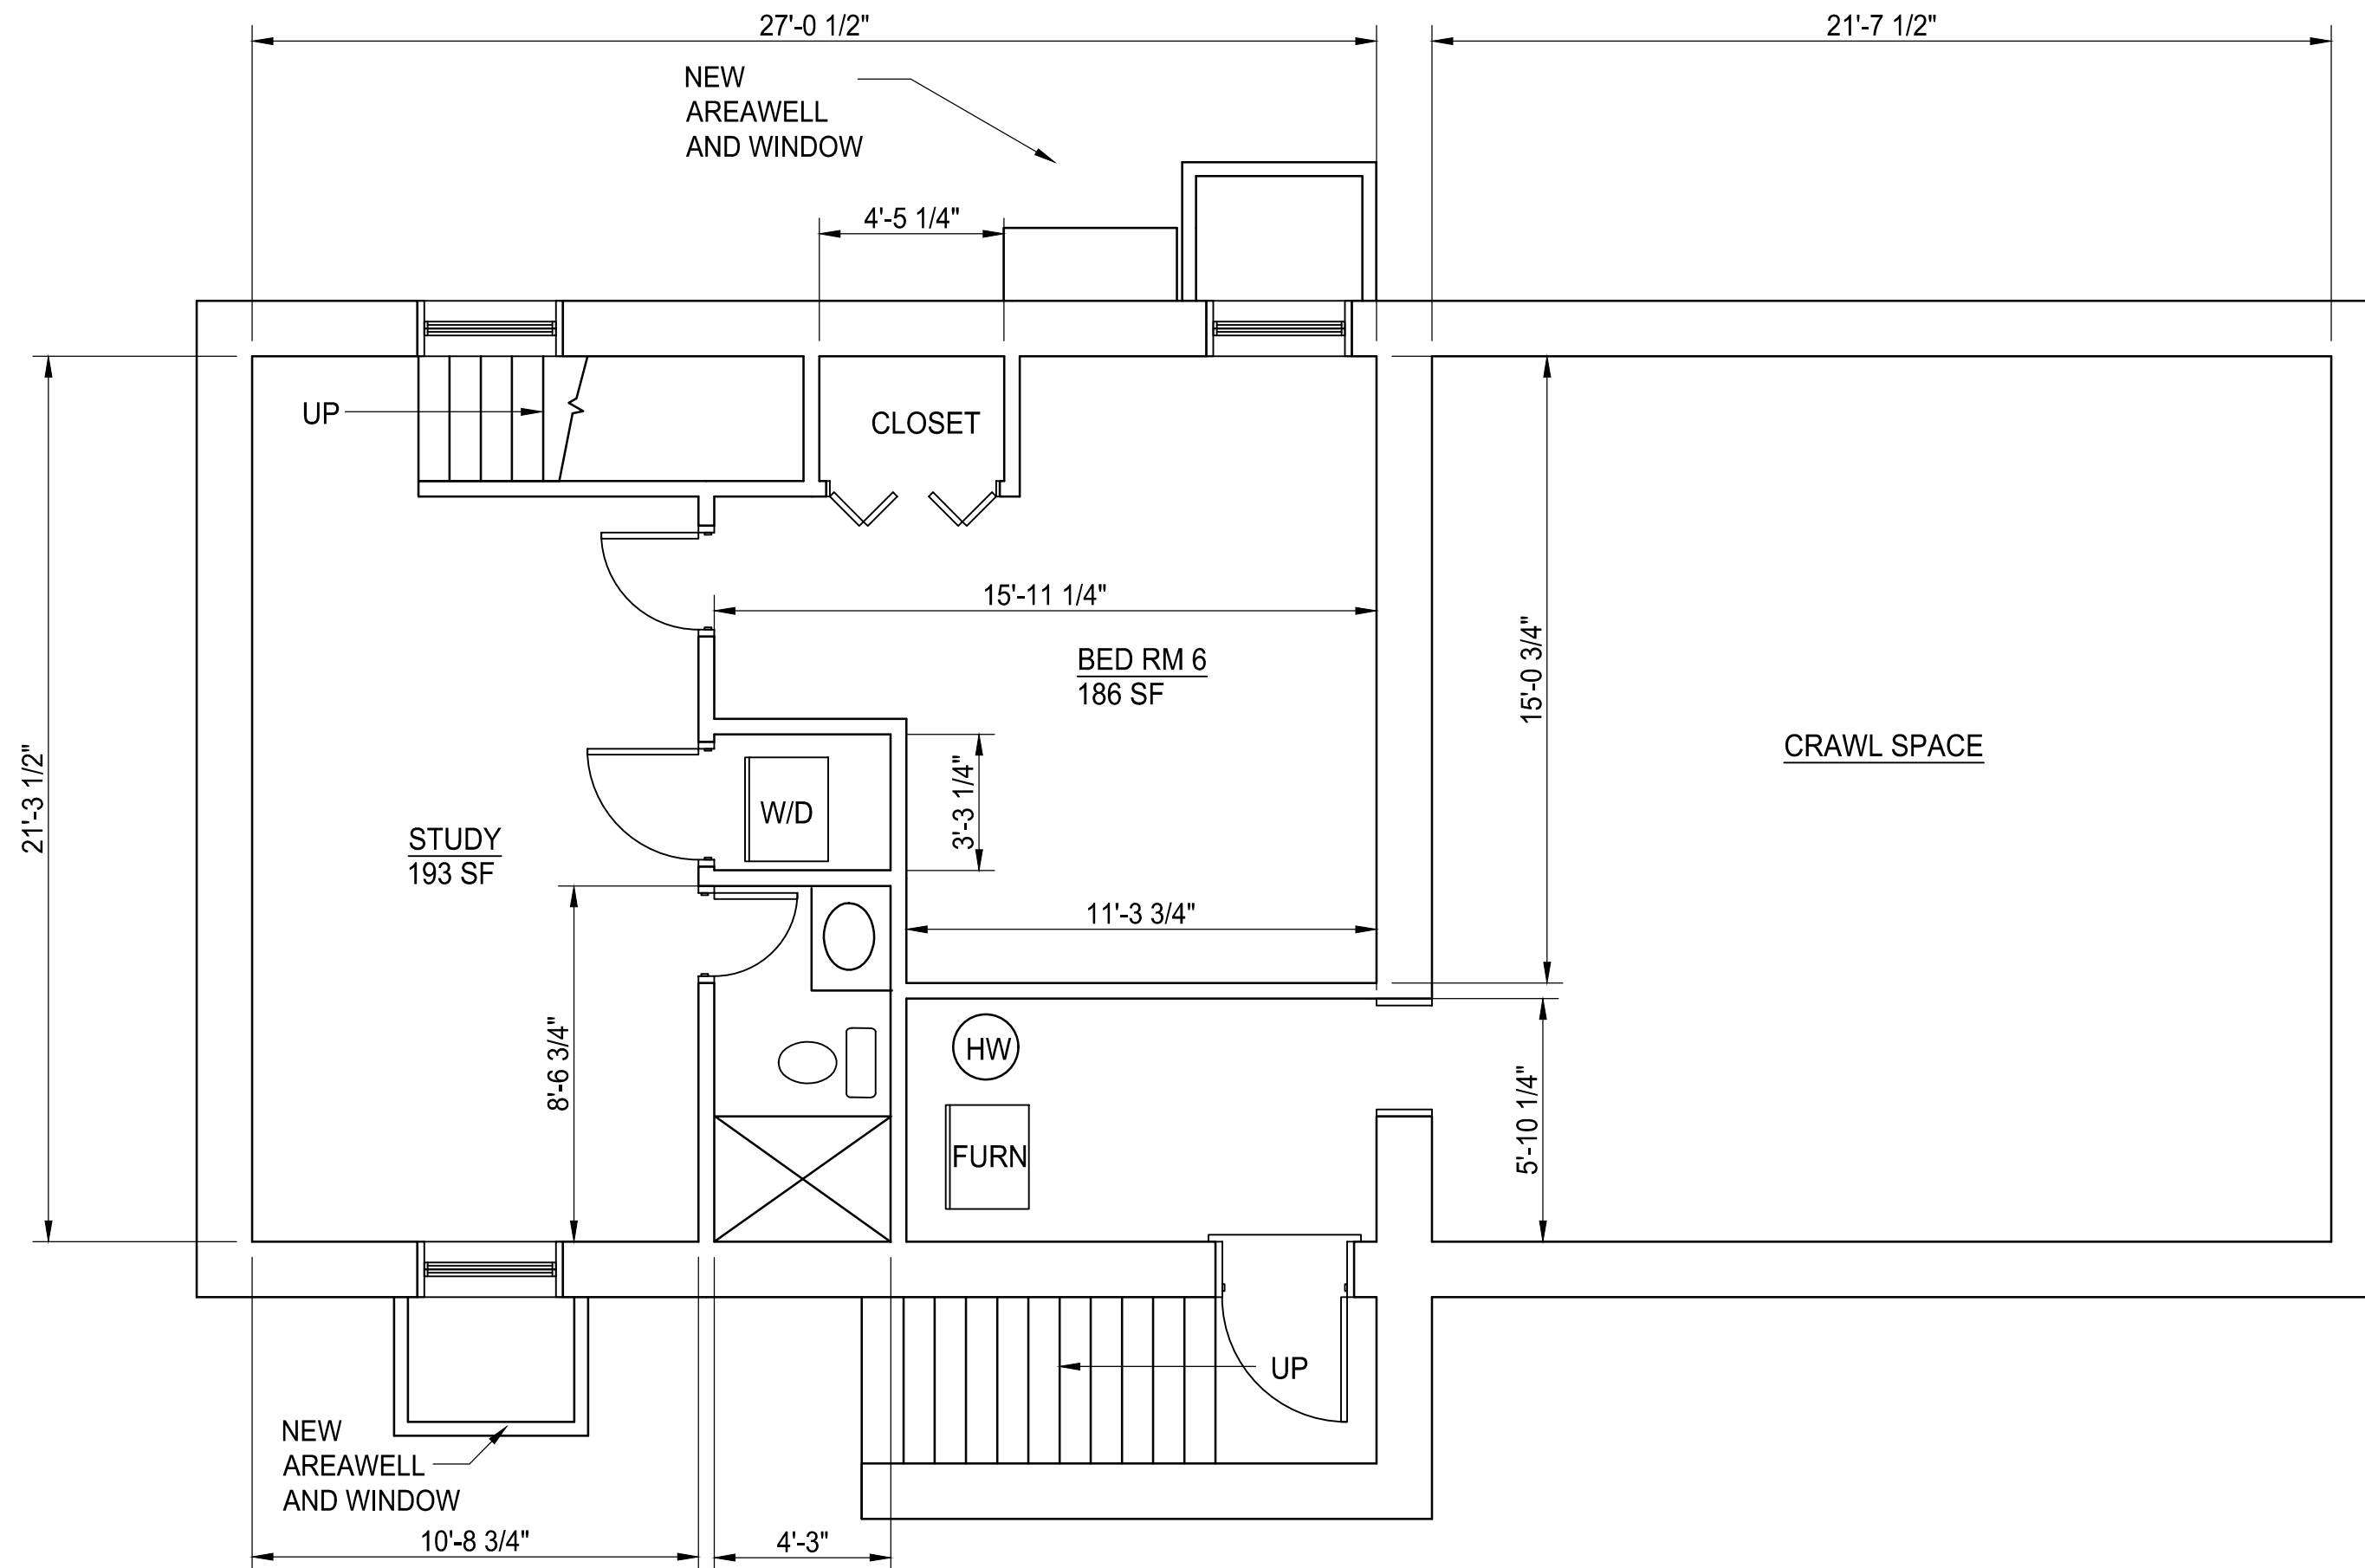 27'-0 1/2"
21'-7 1/2"
NEW
AREAWELL
AND WINDOW
4'-5 1/4"
UP
CLOSET
15'-11 1/4"
BED RM 6
186 SF
15'-0 3/4"
CRAWL SPACE
21'-3 1/2"
W/D
3'-3 1/4"
STUDY
193 SF
11'-3 3/4"
8'-6 3/4"
HW
FURN
5'-10 1/4"
UP
NEW
AREAWELL
AND WINDOW
10'-8 3/4"
4'-3"